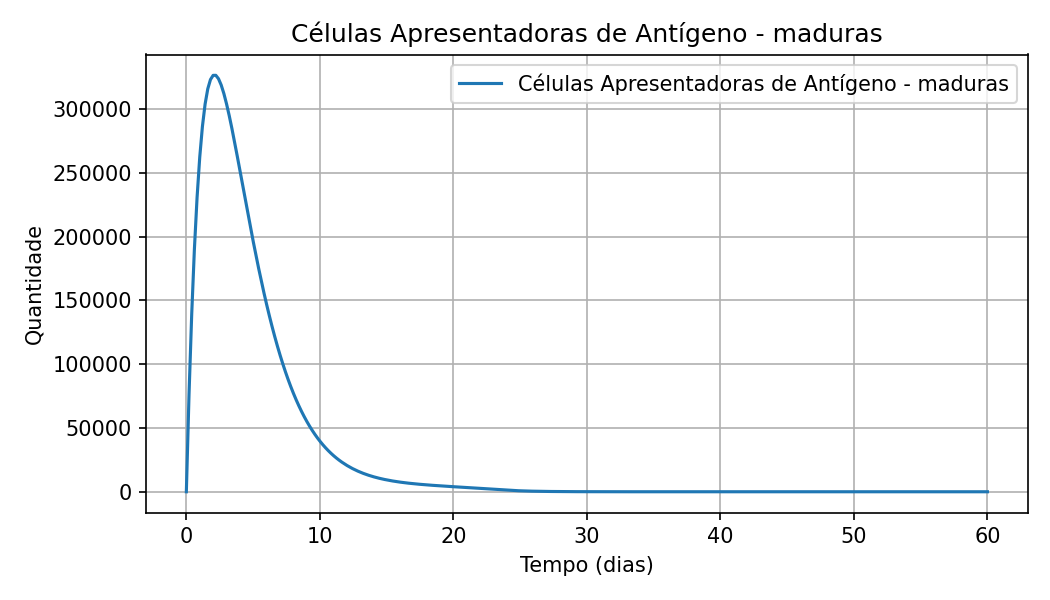 Células Apresentadoras de Antígeno - maduras
Células Apresentadoras de Antígeno - maduras
300000
250000
200000
150000
100000
50000
0
Quantidade
0 10 20 30 40 50 60
Tempo (dias)